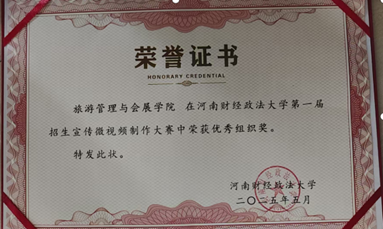 荣誉证书
HONORARY CREDENTIAL
旅游管理与会展学院 在河南财经政法大学第一届
招生宣传微视频制作大赛中荣获优秀组织奖。
特发此状。
河南财经政法大学
二〇二五年五月